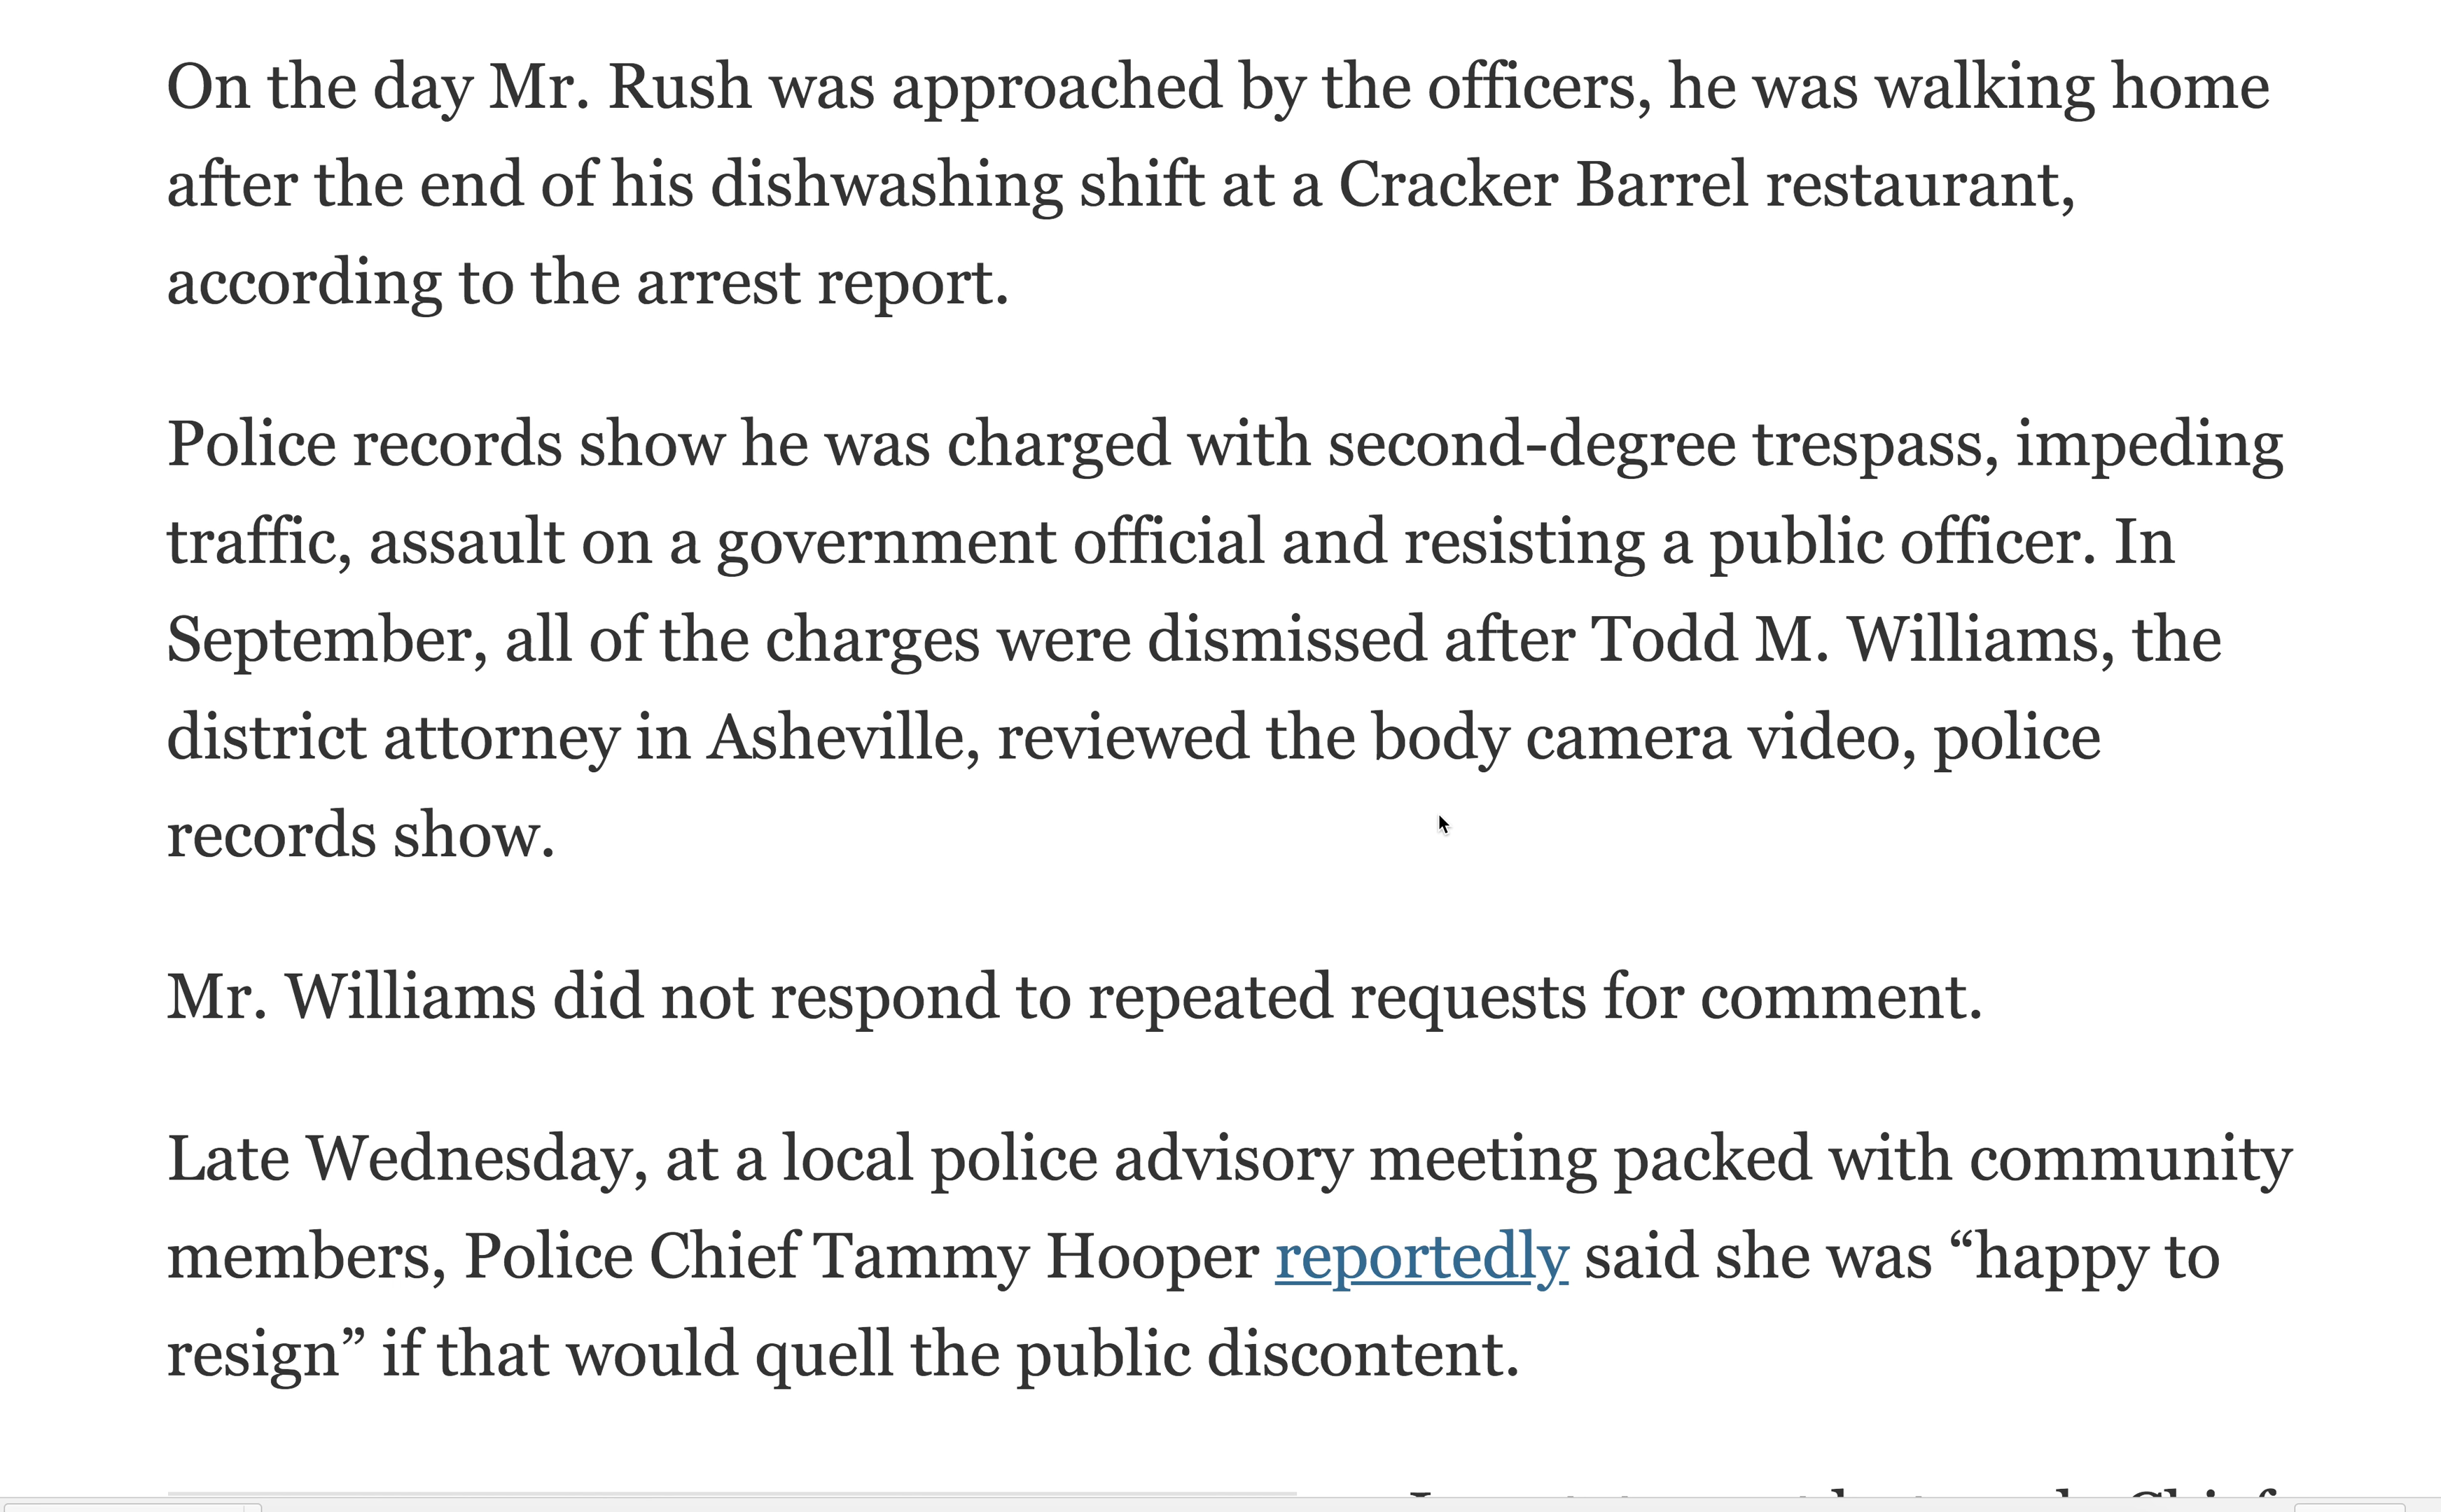 On the day Mr. Rush was approached by the officers, he was walking home
after the end of his dishwashing shift at a Cracker Barrel restaurant,
according to the arrest report.
Police records show he was charged with second-degree trespass, impeding
traffic, assault on a government official and resisting a public officer. In
September, all of the charges were dismissed after Todd M. Williams, the
district attorney in Asheville, reviewed the body camera video, police
records show.
Mr. Williams did not respond to repeated requests for comment.
Late Wednesday, at a local police advisory meeting packed with community
members, Police Chief Tammy Hooper reportedly said she was “happy to
resign” if that would quell the public discontent.